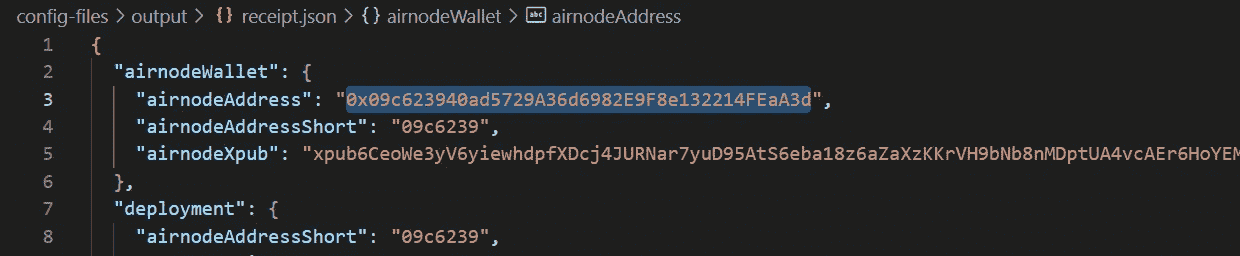 config-files > output > {} receipt.json > {} airnodeWallet > abc airnodeAddress
1 {
2 "airnodeWallet": {
3 "airnodeAddress": "0x09c623940ad5729A36d6982E9F8e132214FEaA3d",
4 "airnodeAddressShort": "09c6239",
5 "airnodeXpub": "xpub6CeoWe3yV6yiewhdpfXDcj4JURNar7yuD95AtS6eba18z6aZaXzKKrVH9bNb8nMDptUA4vcAEr6HoYEM
6 },
7 "deployment": {
8 "airnodeAddressShort": "09c6239",